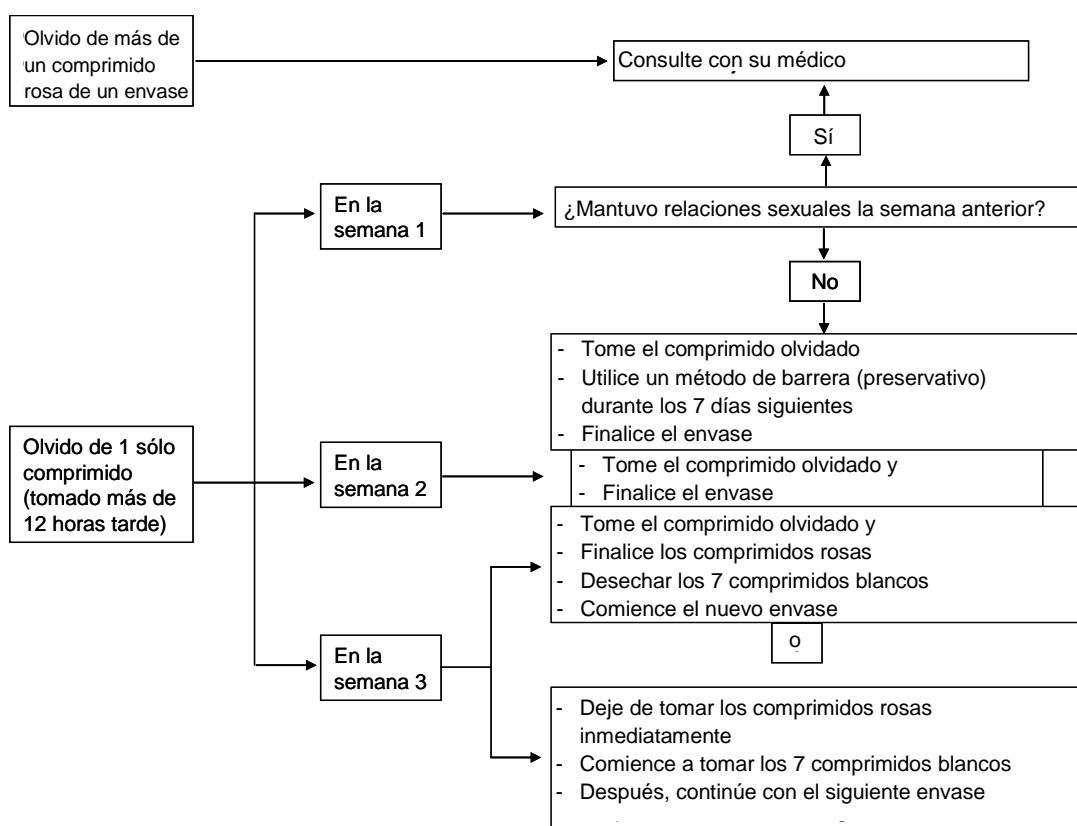 Olvido de más de
un comprimido
rosa de un envase
Consulte con su médico
Sí
En la
semana 1
¿Mantuvo relaciones sexuales la semana anterior?
No
- Tome el comprimido olvidado
- Utilice un método de barrera (preservativo)
durante los 7 días siguientes
- Finalice el envase
Olvido de 1 sólo
comprimido
(tomado más de
12 horas tarde)
En la
semana 2
- Tome el comprimido olvidado y
- Finalice el envase
- Tome el comprimido olvidado y
- Finalice los comprimidos rosas
- Desechar los 7 comprimidos blancos
- Comience el nuevo envase
o
En la
semana 3
- Deje de tomar los comprimidos rosas
inmediatamente
- Comience a tomar los 7 comprimidos blancos
- Después, continúe con el siguiente envase